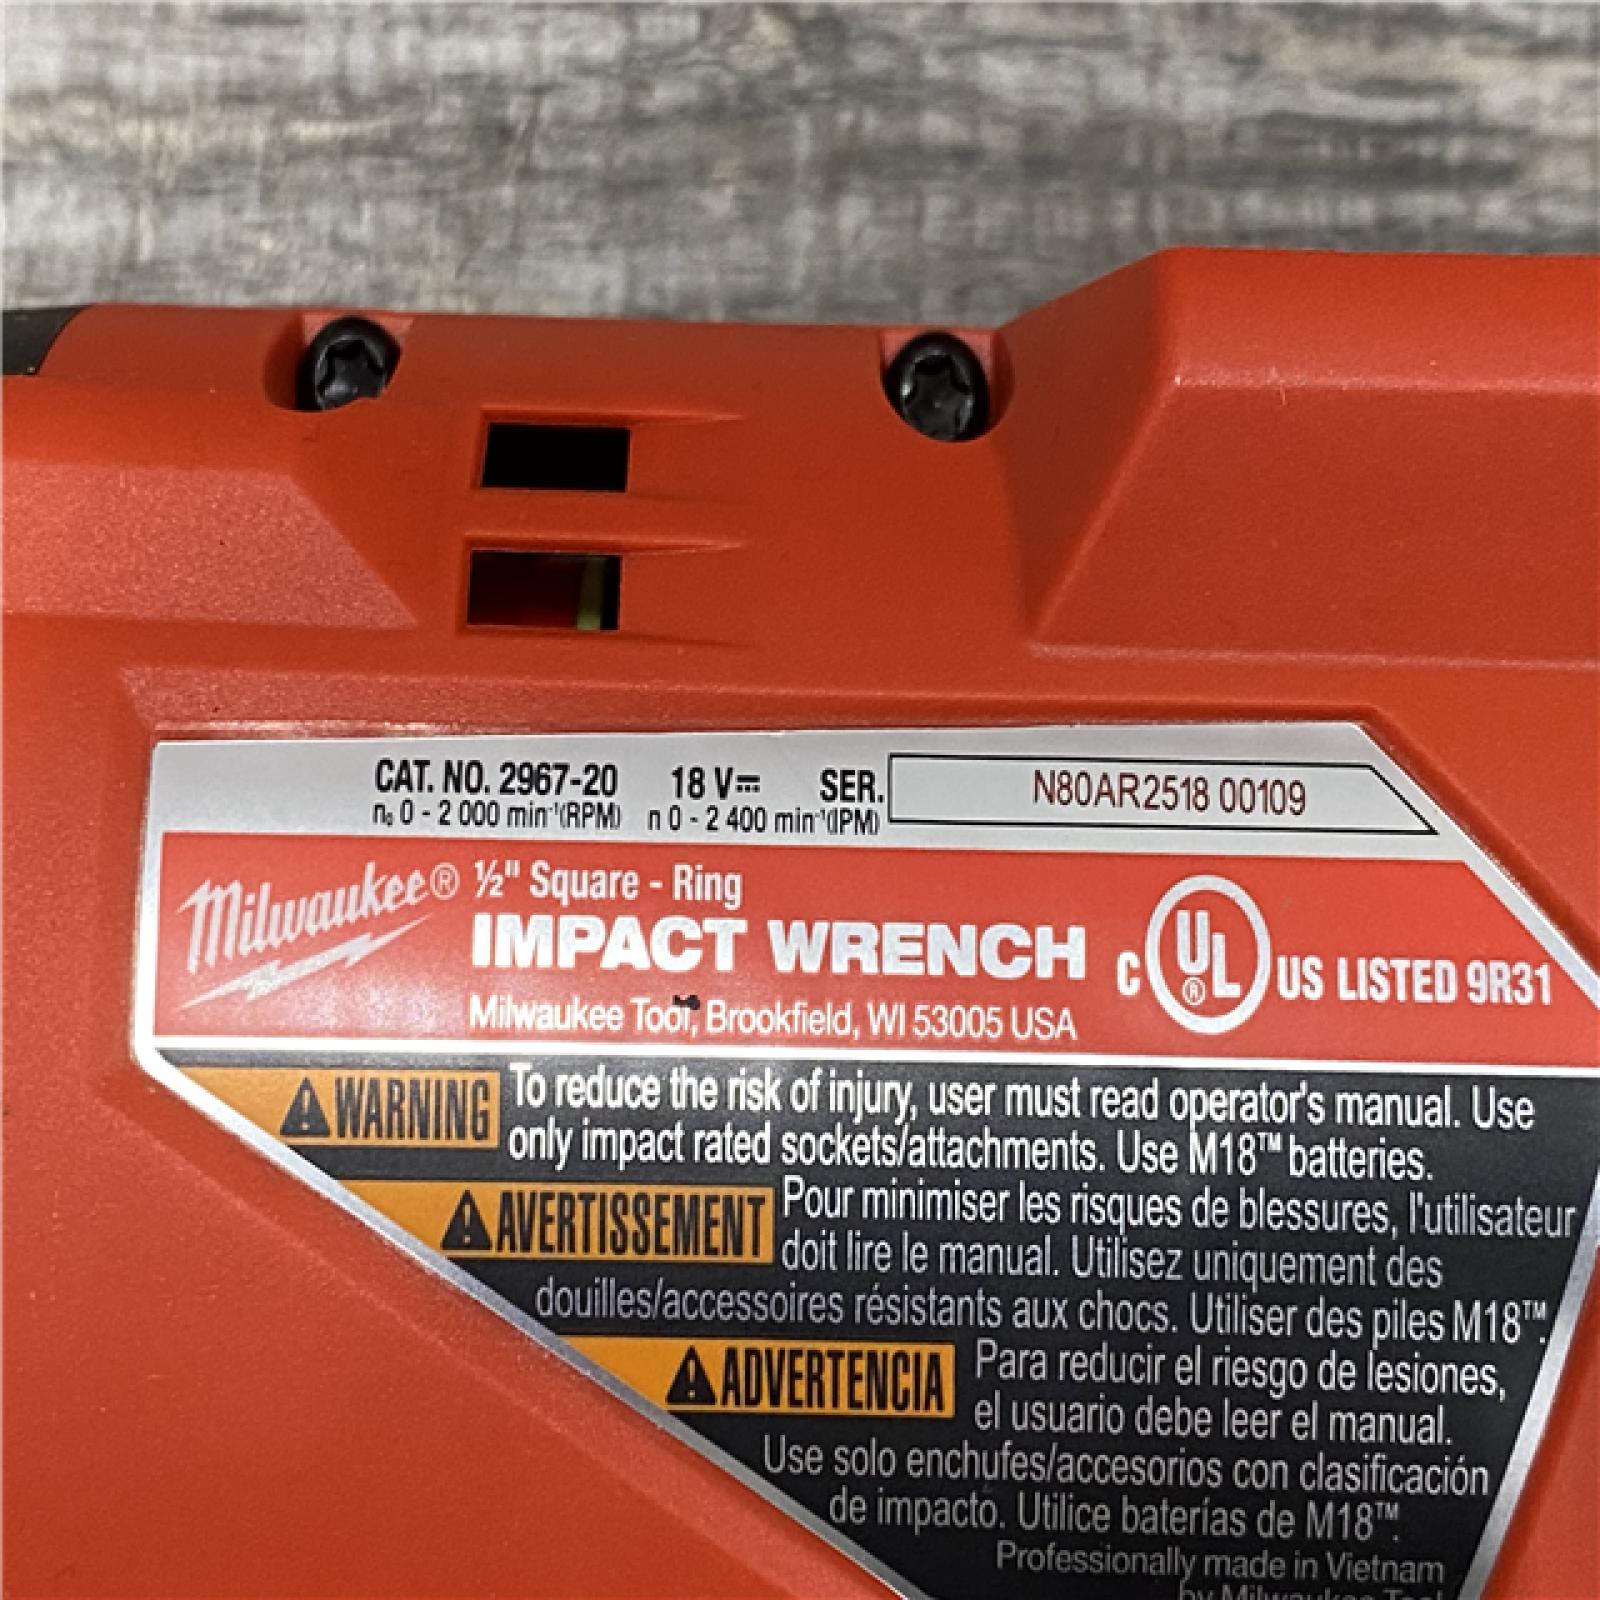 CAT. NO. 2967-20 18 V⎓ SER. N80AR2518 00109
n₀ 0 - 2 000 min⁻¹(RPM) n 0 - 2 400 min⁻¹(IPM)
Milwaukee® ½" Square - Ring
IMPACT WRENCH
Milwaukee Tool, Brookfield, WI 53005 USA
C UL® US LISTED 9R31
⚠WARNING To reduce the risk of injury, user must read operator's manual. Use
only impact rated sockets/attachments. Use M18™ batteries.
⚠AVERTISSEMENT Pour minimiser les risques de blessures, l'utilisateur
doit lire le manual. Utilisez uniquement des
douilles/accessoires résistants aux chocs. Utiliser des piles M18™.
⚠ADVERTENCIA Para reducir el riesgo de lesiones,
el usuario debe leer el manual.
Use solo enchufes/accesorios con clasificación
de impacto. Utilice baterías de M18™.
Professionally made in Vietnam
by Milwaukee Tool